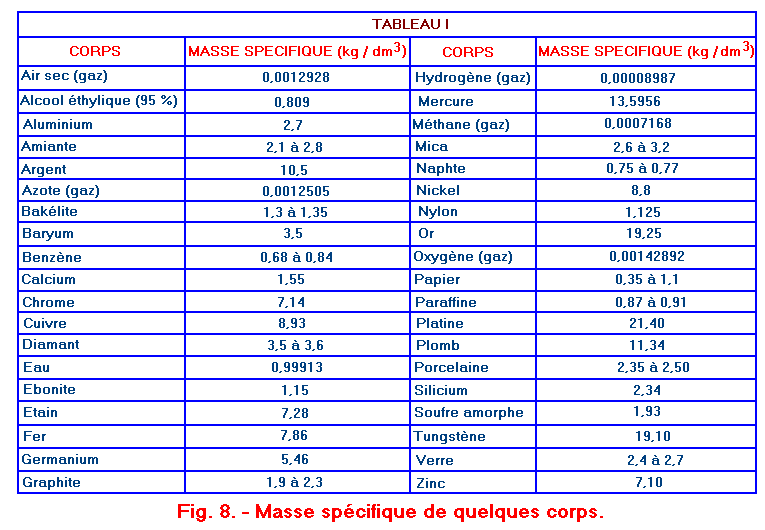 TABLEAU I
CORPS MASSE SPECIFIQUE (kg / dm3) CORPS MASSE SPECIFIQUE (kg / dm3)
Air sec (gaz) 0,0012928 Hydrogène (gaz) 0,00008987
Alcool éthylique (95 %) 0,809 Mercure 13,5956
Aluminium 2,7 Méthane (gaz) 0,0007168
Amiante 2,1 à 2,8 Mica 2,6 à 3,2
Argent 10,5 Naphte 0,75 à 0,77
Azote (gaz) 0,0012505 Nickel 8,8
Bakélite 1,3 à 1,35 Nylon 1,125
Baryum 3,5 Or 19,25
Benzène 0,68 à 0,84 Oxygène (gaz) 0,00142892
Calcium 1,55 Papier 0,35 à 1,1
Chrome 7,14 Paraffine 0,87 à 0,91
Cuivre 8,93 Platine 21,40
Diamant 3,5 à 3,6 Plomb 11,34
Eau 0,99913 Porcelaine 2,35 à 2,50
Ebonite 1,15 Silicium 2,34
Etain 7,28 Soufre amorphe 1,93
Fer 7,86 Tungstène 19,10
Germanium 5,46 Verre 2,4 à 2,7
Graphite 1,9 à 2,3 Zinc 7,10
Fig. 8. - Masse spécifique de quelques corps.